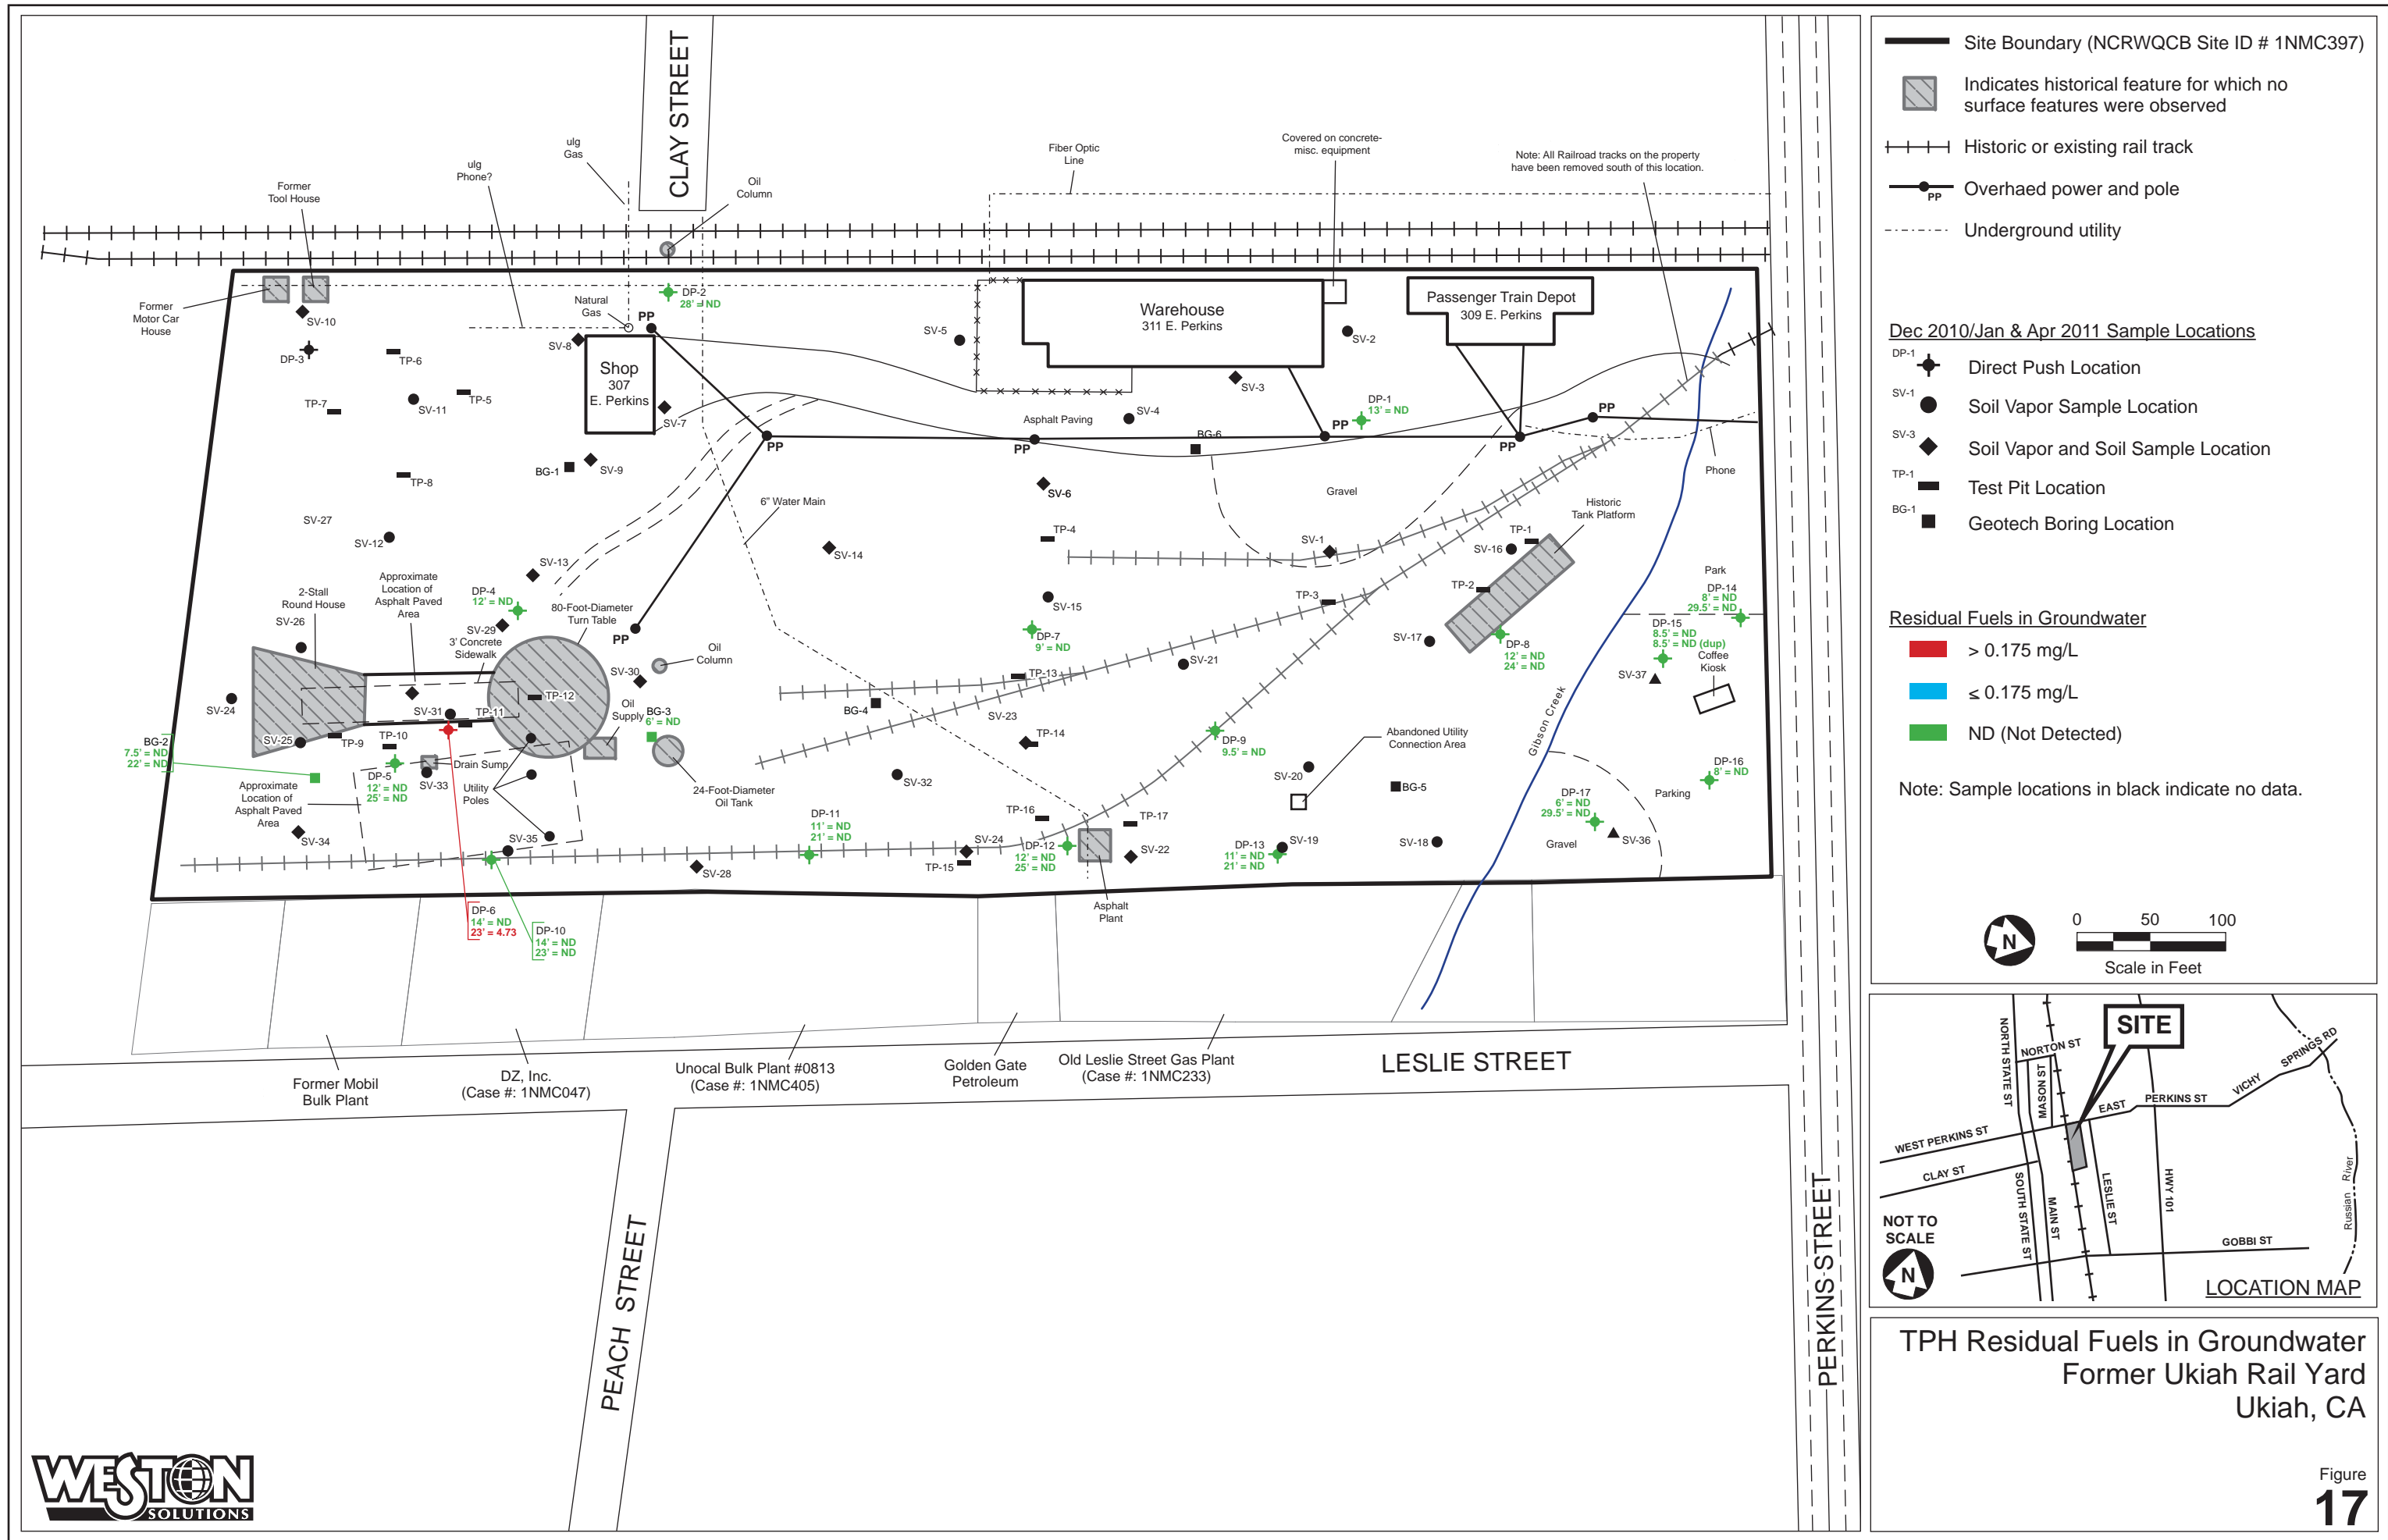 CLAY STREET
ulg
Gas
ulg
Phone?
Oil
Column
Former
Tool House
Fiber Optic
Line
Covered on concrete-
misc. equipment
Note: All Railroad tracks on the property
have been removed south of this location.
Former
Motor Car
House
SV-10
DP-3
TP-6
TP-7
SV-11
TP-5
TP-8
SV-27
SV-12
Natural
Gas
PP
DP-2
28' = ND
SV-8
Shop
307
E. Perkins
SV-7
BG-1
SV-9
SV-5
Warehouse
311 E. Perkins
SV-2
Passenger Train Depot
309 E. Perkins
SV-3
SV-4
Asphalt Paving
DP-1
13' = ND
BG-6
PP
PP
PP
PP
PP
Phone
6" Water Main
SV-6
Gravel
Historic
Tank Platform
TP-4
SV-14
SV-1
TP-1
SV-16
TP-2
TP-3
SV-13
Approximate
Location of
Asphalt Paved
Area
DP-4
12' = ND
2-Stall
Round House
SV-26
SV-29
3' Concrete
Sidewalk
80-Foot-Diameter
Turn Table
PP
SV-15
DP-7
9' = ND
SV-17
DP-8
12' = ND
24' = ND
Park
DP-14
8' = ND
29.5' = ND
DP-15
8.5' = ND
8.5' = ND (dup)
Coffee
Kiosk
SV-37
Oil
Column
SV-30
SV-21
TP-13
SV-24
SV-31
TP-11
TP-12
Oil
Supply
BG-3
6' = ND
BG-4
SV-23
TP-14
DP-9
9.5' = ND
Abandoned Utility
Connection Area
Gibson Creek
BG-2
7.5' = ND
22' = ND
SV-25
TP-9
TP-10
Drain Sump
DP-5
12' = ND
25' = ND
SV-33
Utility
Poles
24-Foot-Diameter
Oil Tank
SV-32
SV-20
BG-5
DP-16
8' = ND
Parking
DP-17
6' = ND
29.5' = ND
Approximate
Location of
Asphalt Paved
Area
SV-34
SV-35
DP-11
11' = ND
21' = ND
TP-16
TP-17
SV-24
TP-15
DP-12
12' = ND
25' = ND
SV-22
DP-13
11' = ND
21' = ND
SV-19
SV-18
Gravel
SV-36
SV-28
DP-6
14' = ND
23' = 4.73
DP-10
14' = ND
23' = ND
Asphalt
Plant
Former Mobil
Bulk Plant
DZ, Inc.
(Case #: 1NMC047)
Unocal Bulk Plant #0813
(Case #: 1NMC405)
Golden Gate
Petroleum
Old Leslie Street Gas Plant
(Case #: 1NMC233)
LESLIE STREET
PEACH STREET
PERKINS STREET
WESTON
SOLUTIONS
Site Boundary (NCRWQCB Site ID # 1NMC397)
Indicates historical feature for which no
surface features were observed
Historic or existing rail track
PP
Overhaed power and pole
Underground utility
Dec 2010/Jan & Apr 2011 Sample Locations
DP-1
Direct Push Location
SV-1
Soil Vapor Sample Location
SV-3
Soil Vapor and Soil Sample Location
TP-1
Test Pit Location
BG-1
Geotech Boring Location
Residual Fuels in Groundwater
> 0.175 mg/L
≤ 0.175 mg/L
ND (Not Detected)
Note: Sample locations in black indicate no data.
N
0 50 100
Scale in Feet
SITE
NORTH STATE ST
NORTON ST
MASON ST
EAST
PERKINS ST
VICHY
SPRINGS RD
WEST PERKINS ST
CLAY ST
SOUTH STATE ST
MAIN ST
LESLIE ST
HWY 101
Russian River
GOBBI ST
NOT TO
SCALE
N
LOCATION MAP
TPH Residual Fuels in Groundwater
Former Ukiah Rail Yard
Ukiah, CA
Figure
17